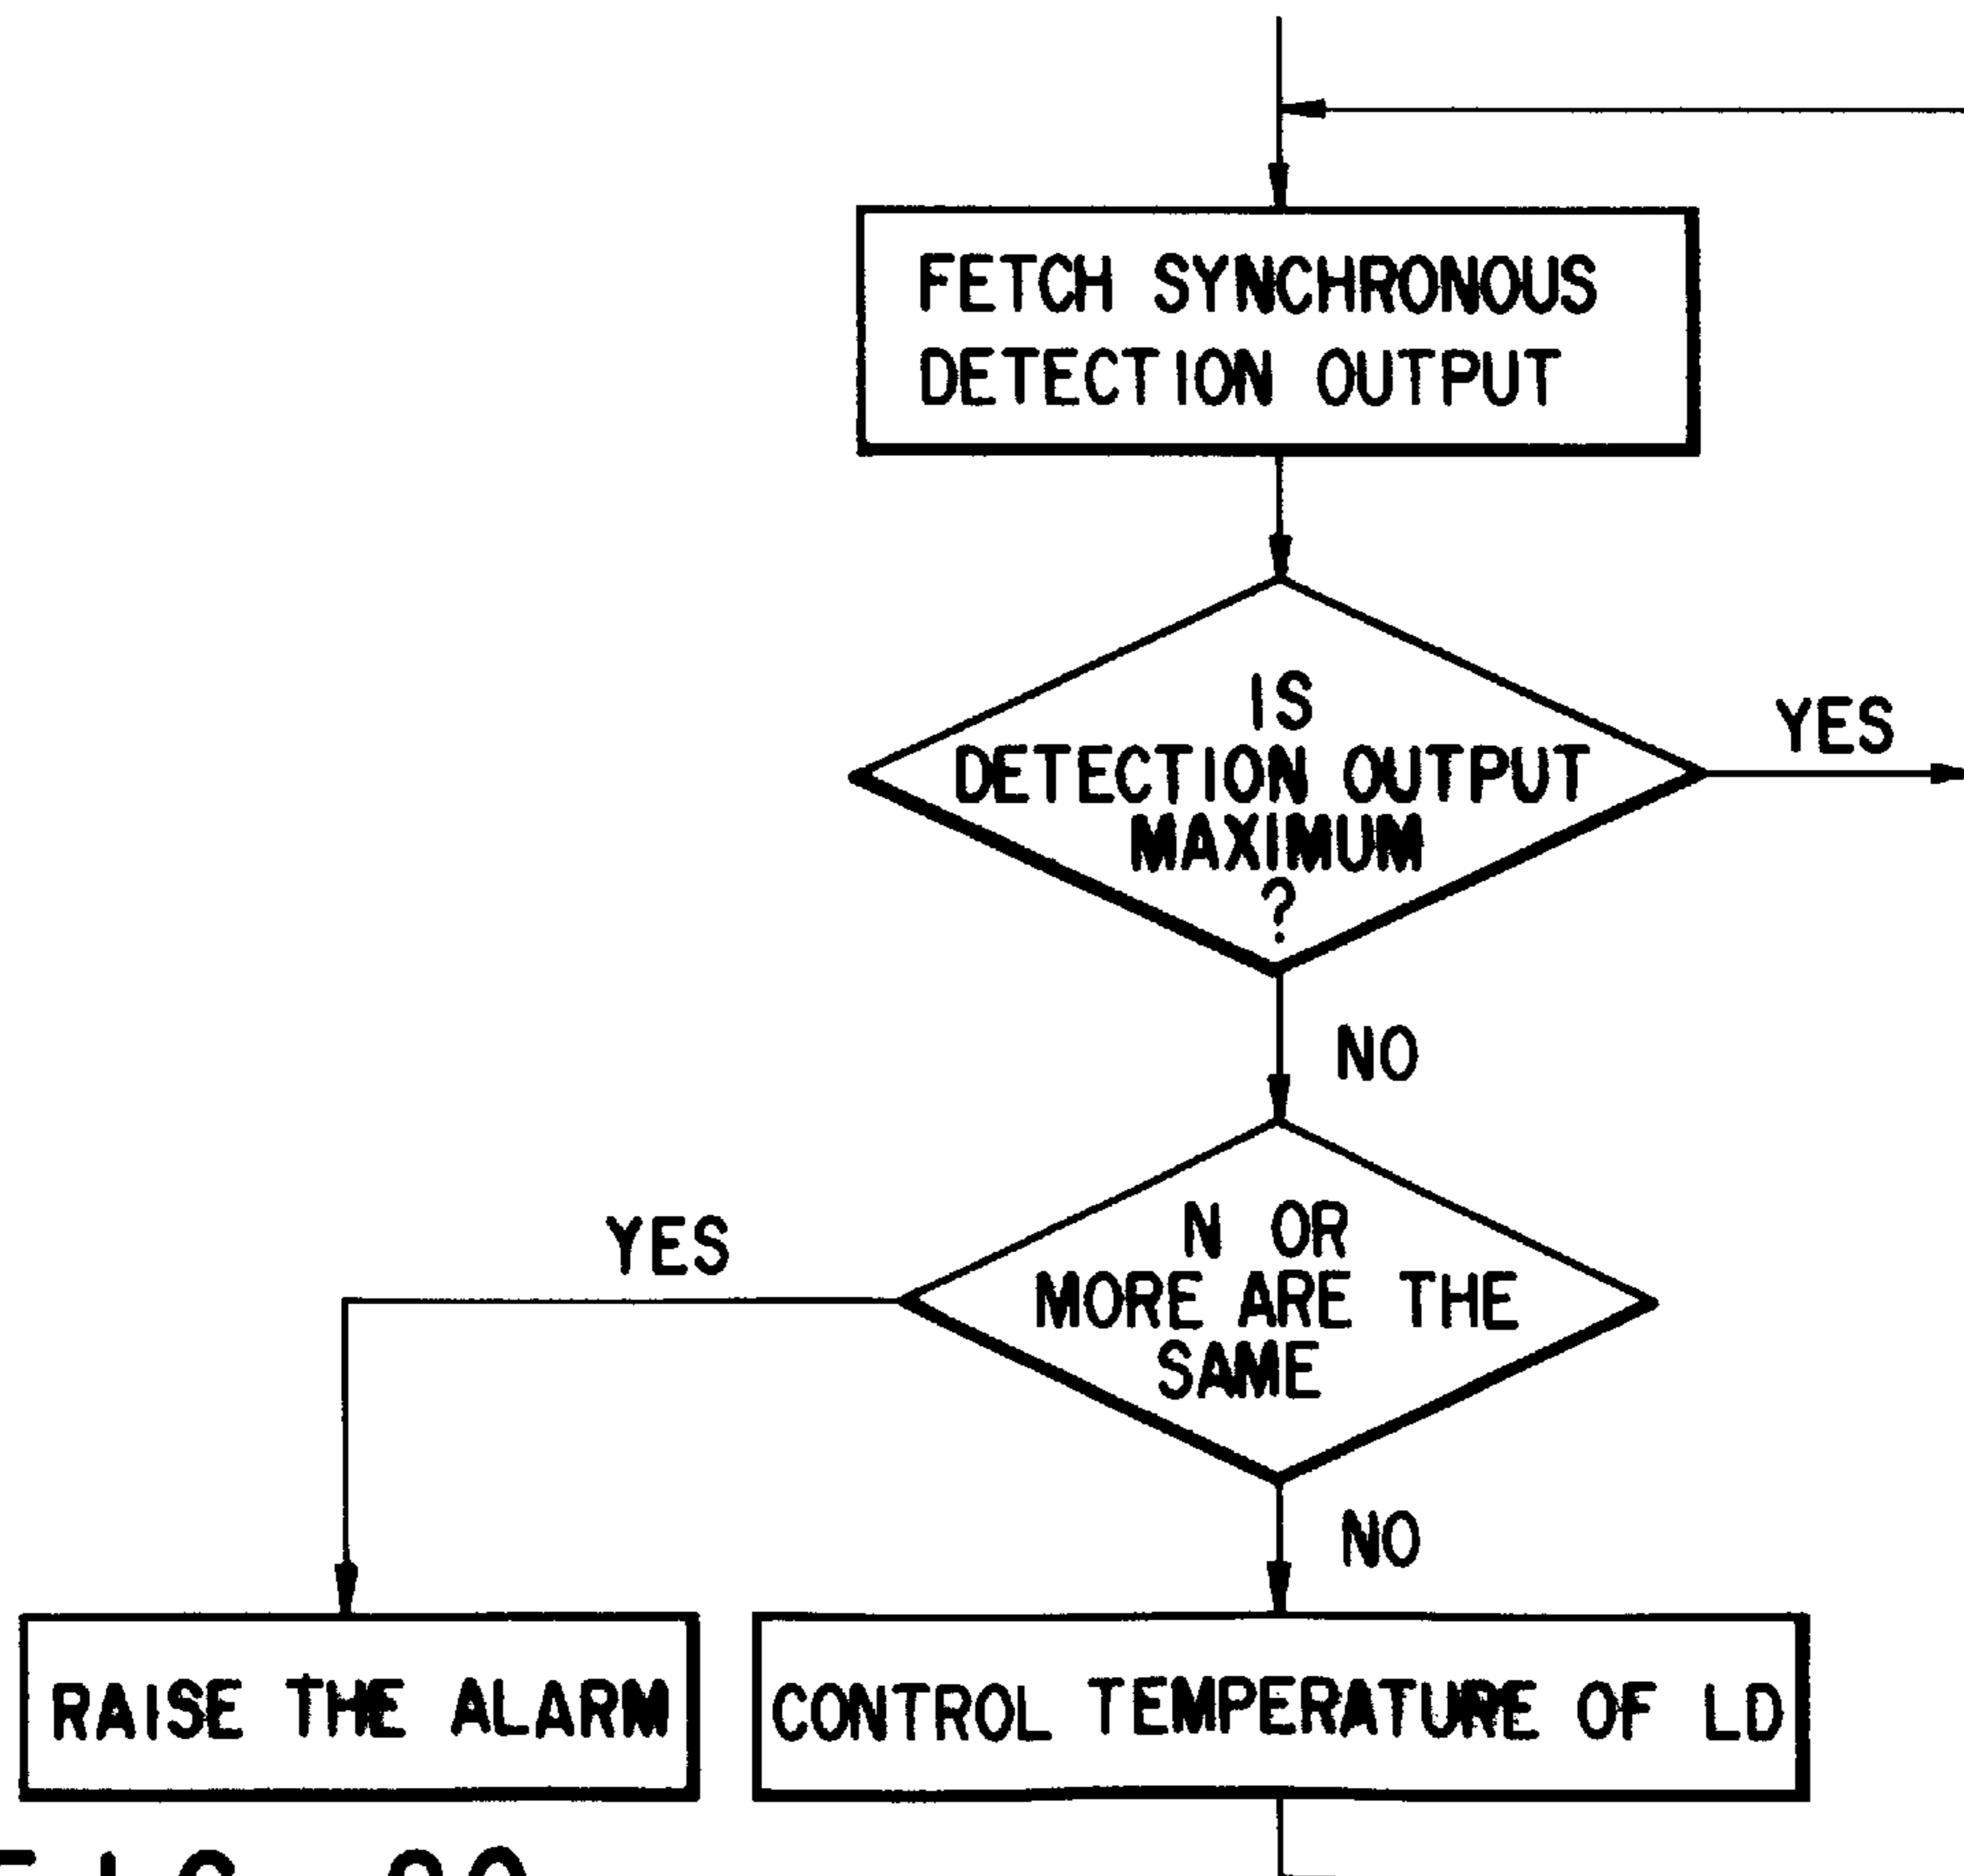 FETCH SYNCHRONOUS
DETECTION OUTPUT
IS
DETECTION OUTPUT
MAXIMUM
?
YES
NO
N OR
MORE ARE THE
SAME
YES
NO
RAISE THE ALARM
CONTROL TEMPERATURE OF LD